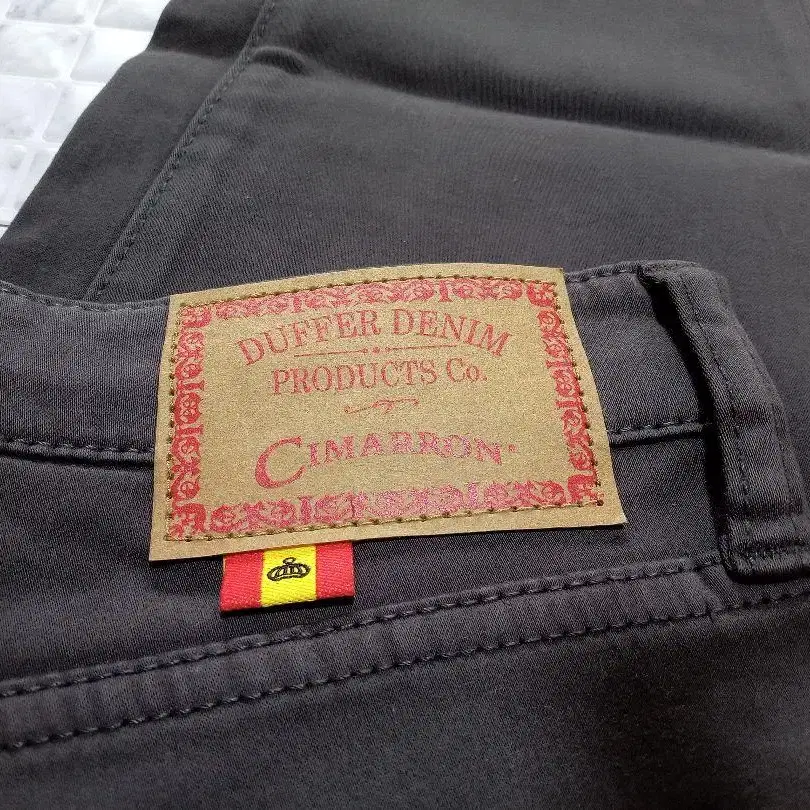 DUFFER DENIM
PRODUCTS Co.
CIMARRON®